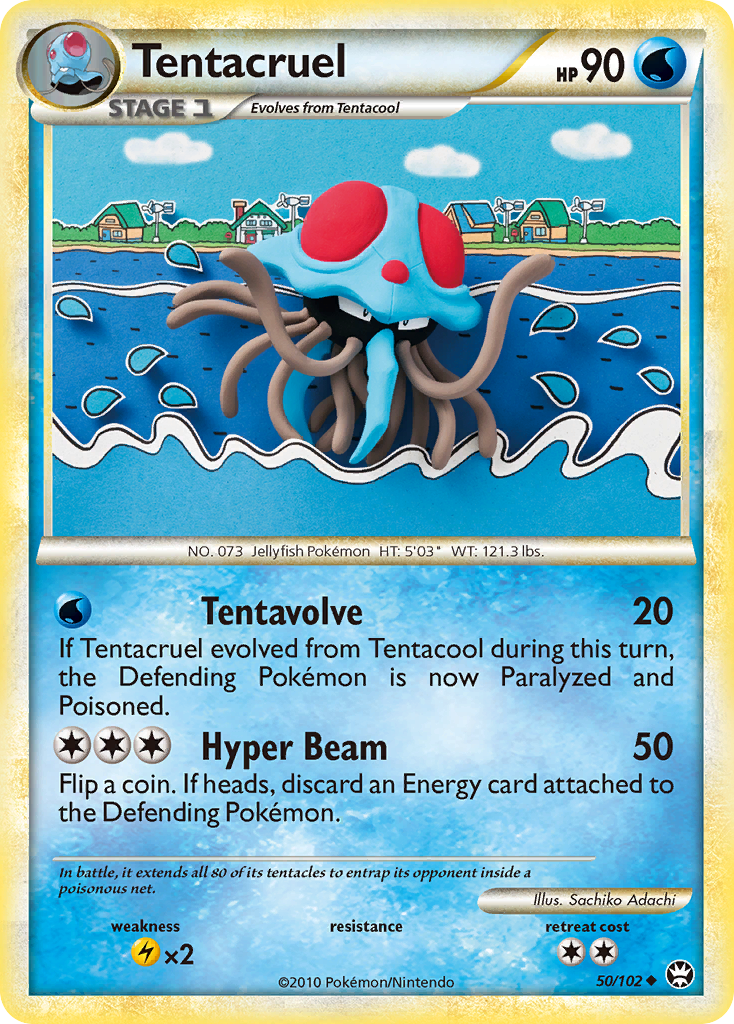 Tentacruel
HP 90
STAGE 1
Evolves from Tentacool
NO. 073 Jellyfish Pokémon HT: 5'03" WT: 121.3 lbs.
Tentavolve 20
If Tentacruel evolved from Tentacool during this turn,
the Defending Pokémon is now Paralyzed and
Poisoned.
Hyper Beam 50
Flip a coin. If heads, discard an Energy card attached to
the Defending Pokémon.
In battle, it extends all 80 of its tentacles to entrap its opponent inside a
poisonous net.
Illus. Sachiko Adachi
weakness resistance retreat cost
×2
©2010 Pokémon/Nintendo 50/102